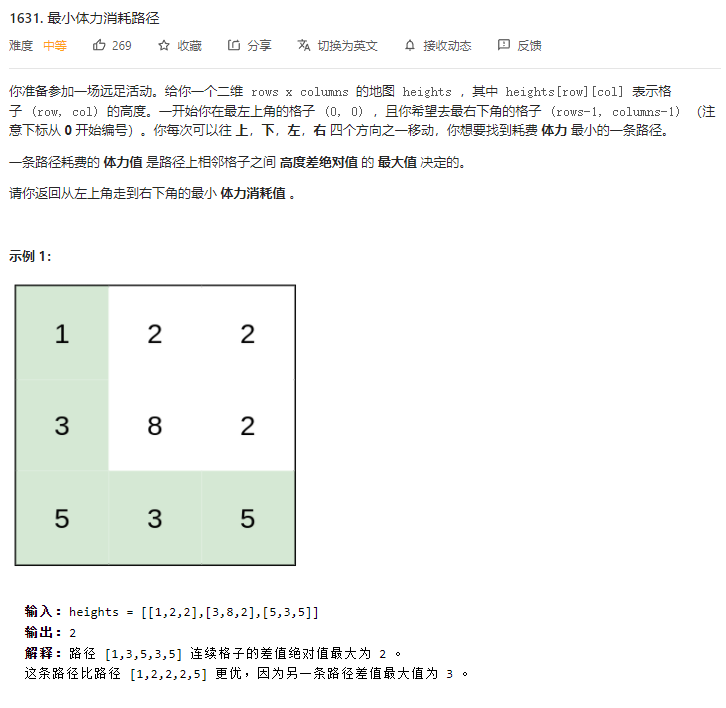 1631. 最小体力消耗路径
难度 中等 269 收藏 分享 切换为英文 接收动态 反馈
你准备参加一场远足活动。给你一个二维 rows x columns 的地图 heights ，其中 heights[row][col] 表示格
子 (row, col) 的高度。一开始你在最左上角的格子 (0, 0) ，且你希望去最右下角的格子 (rows-1, columns-1) （注
意下标从 0 开始编号）。你每次可以往 上，下，左，右 四个方向之一移动，你想要找到耗费 体力 最小的一条路径。
一条路径耗费的 体力值 是路径上相邻格子之间 高度差绝对值 的 最大值 决定的。
请你返回从左上角走到右下角的最小 体力消耗值 。
示例 1：
1 2 2
3 8 2
5 3 5
输入：heights = [[1,2,2],[3,8,2],[5,3,5]]
输出：2
解释：路径 [1,3,5,3,5] 连续格子的差值绝对值最大为 2 。
这条路径比路径 [1,2,2,2,5] 更优，因为另一条路径差值最大值为 3 。